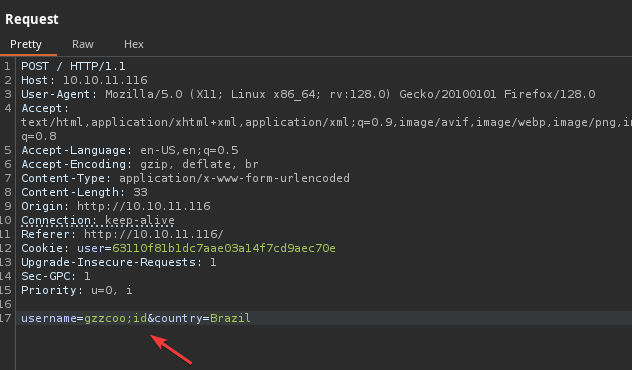 Request
Pretty Raw Hex
1 POST / HTTP/1.1
2 Host: 10.10.11.116
3 User-Agent: Mozilla/5.0 (X11; Linux x86_64; rv:128.0) Gecko/20100101 Firefox/128.0
4 Accept:
text/html,application/xhtml+xml,application/xml;q=0.9,image/avif,image/webp,image/png,i
q=0.8
5 Accept-Language: en-US,en;q=0.5
6 Accept-Encoding: gzip, deflate, br
7 Content-Type: application/x-www-form-urlencoded
8 Content-Length: 33
9 Origin: http://10.10.11.116
10 Connection: keep-alive
11 Referer: http://10.10.11.116/
12 Cookie: user=63110f81b1dc7aae03a14f7cd9aec70e
13 Upgrade-Insecure-Requests: 1
14 Sec-GPC: 1
15 Priority: u=0, i
16
17 username=gzzcoo;id&country=Brazil